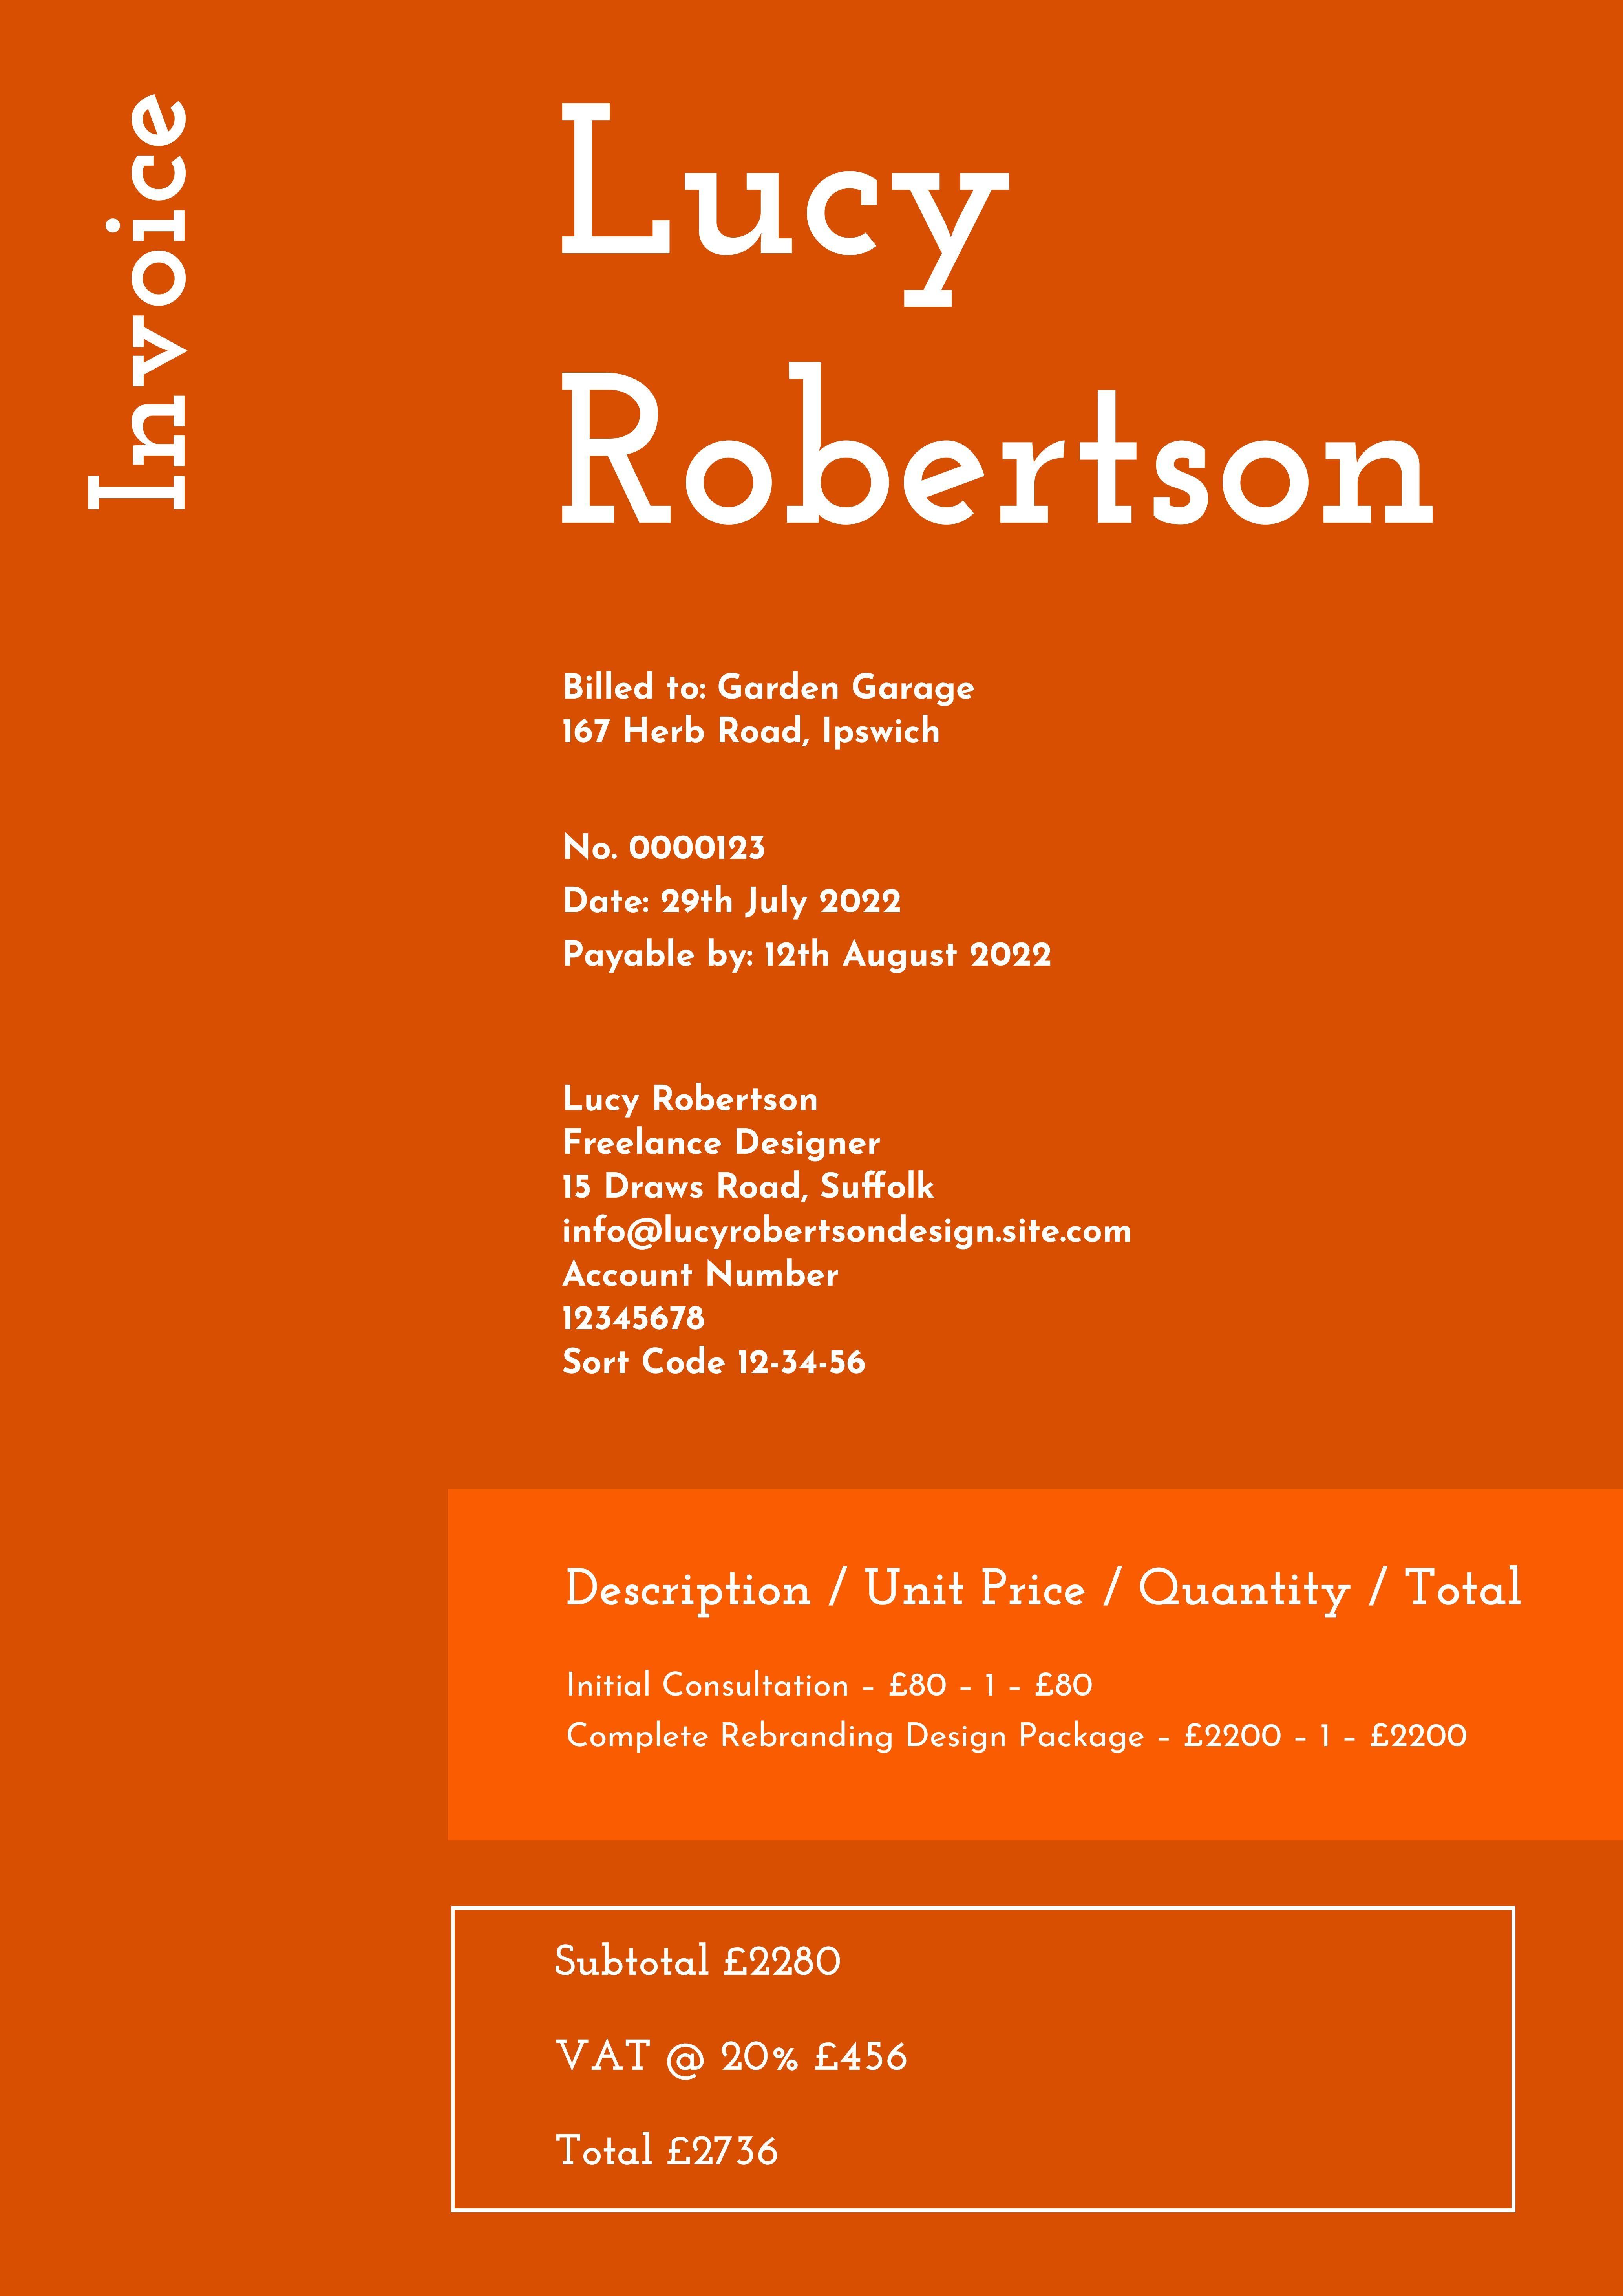 Invoice
Lucy
Robertson
Billed to: Garden Garage
167 Herb Road, Ipswich
No. 0000123
Date: 29th July 2022
Payable by: 12th August 2022
Lucy Robertson
Freelance Designer
15 Draws Road, Suffolk
info@lucyrobertsondesign.site.com
Account Number
12345678
Sort Code 12-34-56
Description / Unit Price / Quantity / Total
Initial Consultation – £80 – 1 – £80
Complete Rebranding Design Package – £2200 – 1 – £2200
Subtotal £2280
VAT @ 20% £456
Total £2736